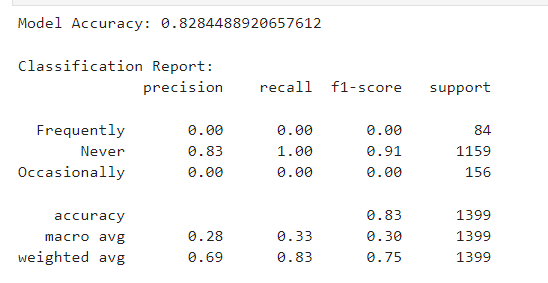 Model Accuracy: 0.8284488920657612
Classification Report:
precision recall f1-score support
Frequently 0.00 0.00 0.00 84
Never 0.83 1.00 0.91 1159
Occasionally 0.00 0.00 0.00 156
accuracy 0.83 1399
macro avg 0.28 0.33 0.30 1399
weighted avg 0.69 0.83 0.75 1399